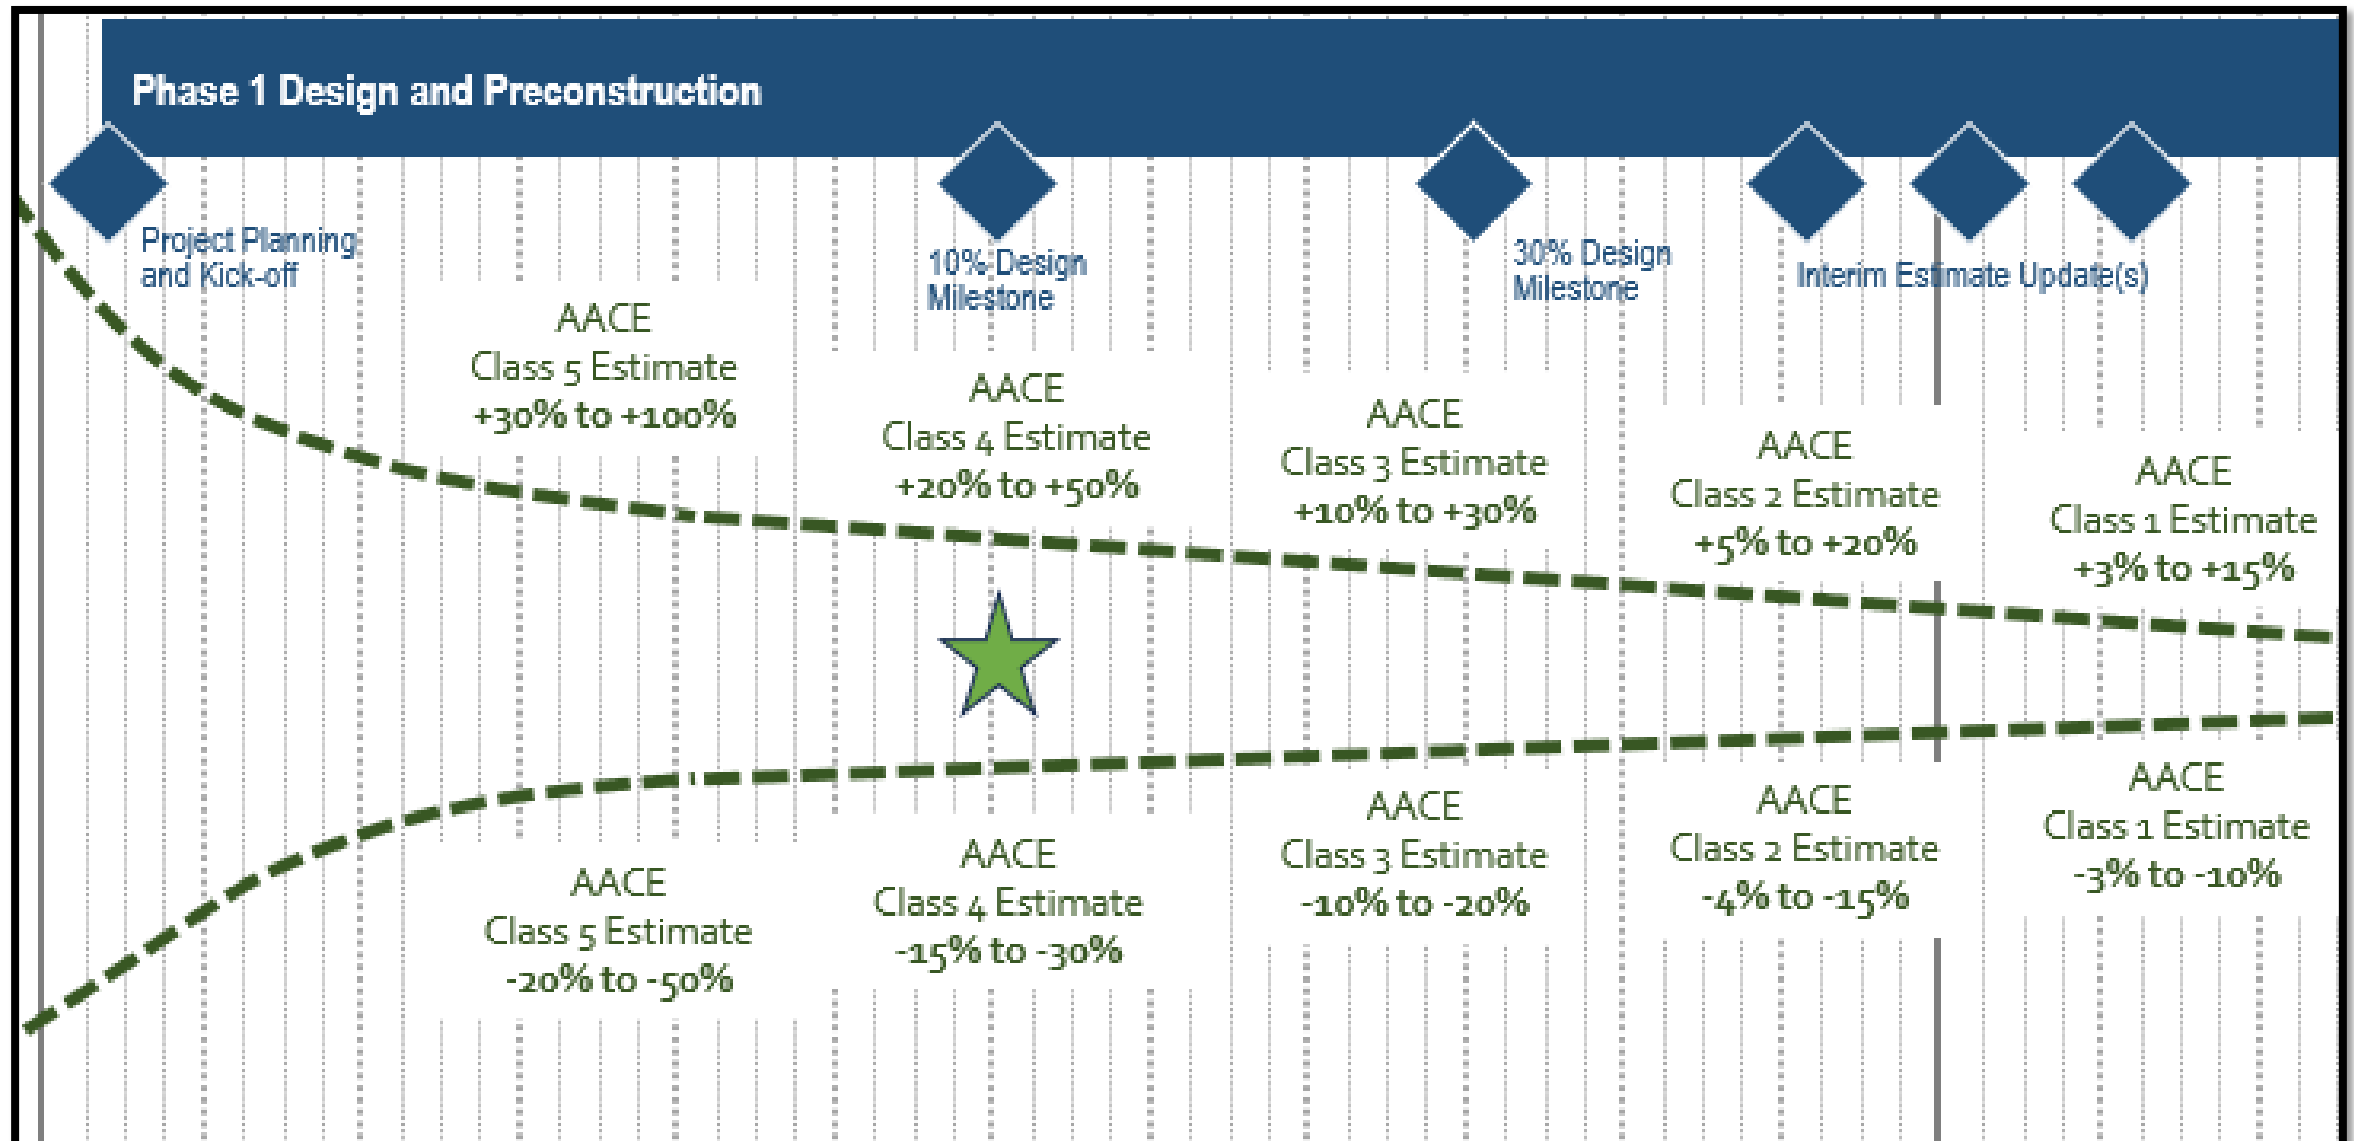 Phase 1 Design and Preconstruction
Project Planning
and Kick-off
10% Design
Milestone
30% Design
Milestone
Interim Estimate Update(s)
AACE
Class 5 Estimate
+30% to +100%
AACE
Class 4 Estimate
+20% to +50%
AACE
Class 3 Estimate
+10% to +30%
AACE
Class 2 Estimate
+5% to +20%
AACE
Class 1 Estimate
+3% to +15%
AACE
Class 5 Estimate
-20% to -50%
AACE
Class 4 Estimate
-15% to -30%
AACE
Class 3 Estimate
-10% to -20%
AACE
Class 2 Estimate
-4% to -15%
AACE
Class 1 Estimate
-3% to -10%